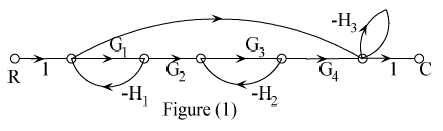 -H₃
G₁ G₃
R 1 G₂ G₄ 1 C
-H₁ -H₂
Figure (1)